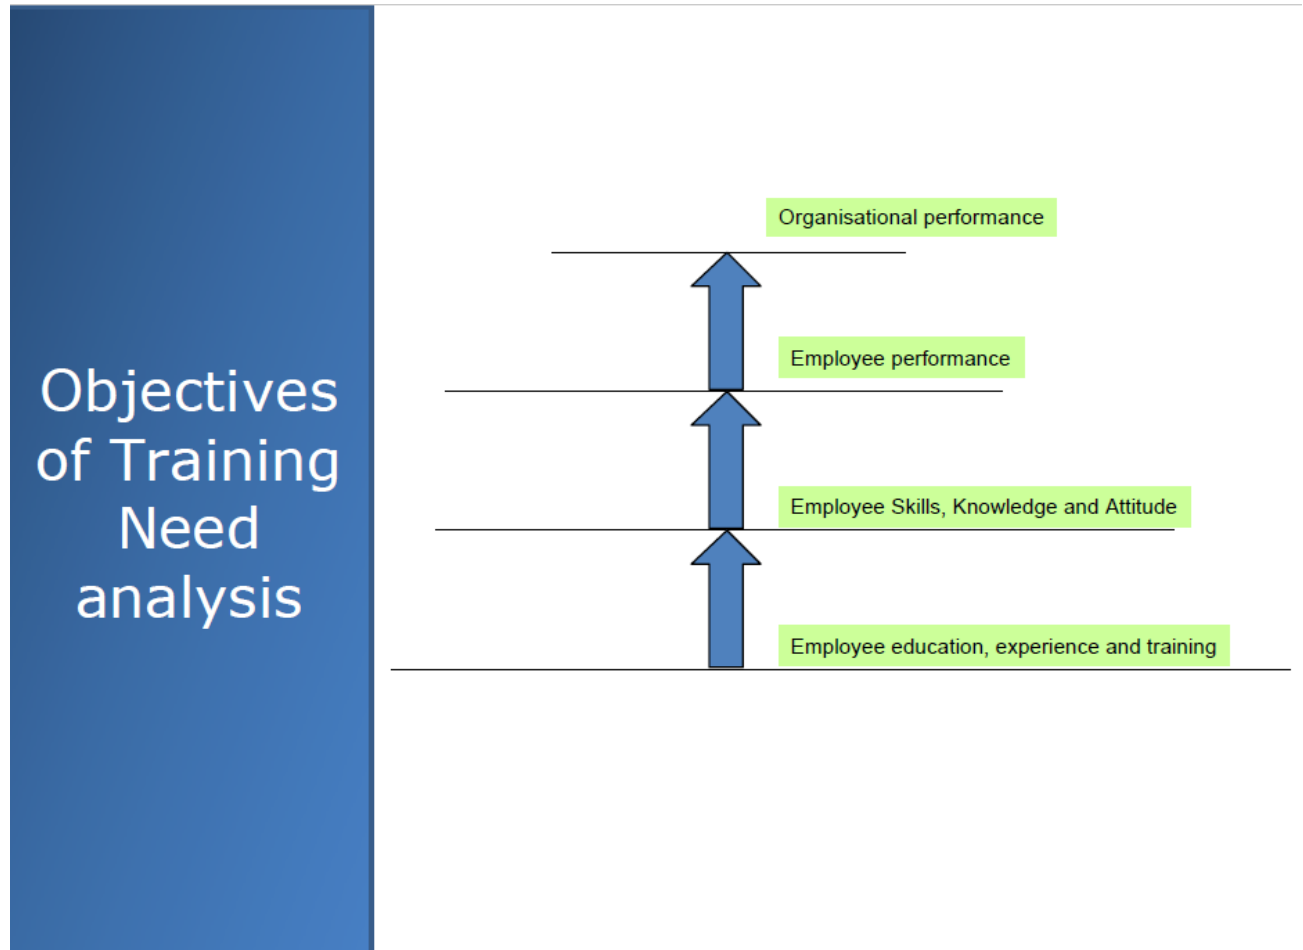 Objectives
of Training
Need
analysis
Organisational performance
Employee performance
Employee Skills, Knowledge and Attitude
Employee education, experience and training